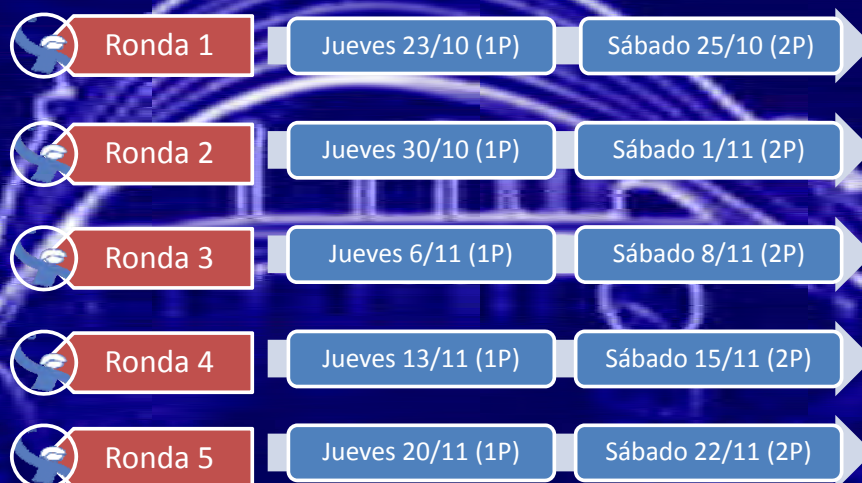 Ronda 1
Jueves 23/10 (1P)
Sábado 25/10 (2P)
Ronda 2
Jueves 30/10 (1P)
Sábado 1/11 (2P)
Ronda 3
Jueves 6/11 (1P)
Sábado 8/11 (2P)
Ronda 4
Jueves 13/11 (1P)
Sábado 15/11 (2P)
Ronda 5
Jueves 20/11 (1P)
Sábado 22/11 (2P)